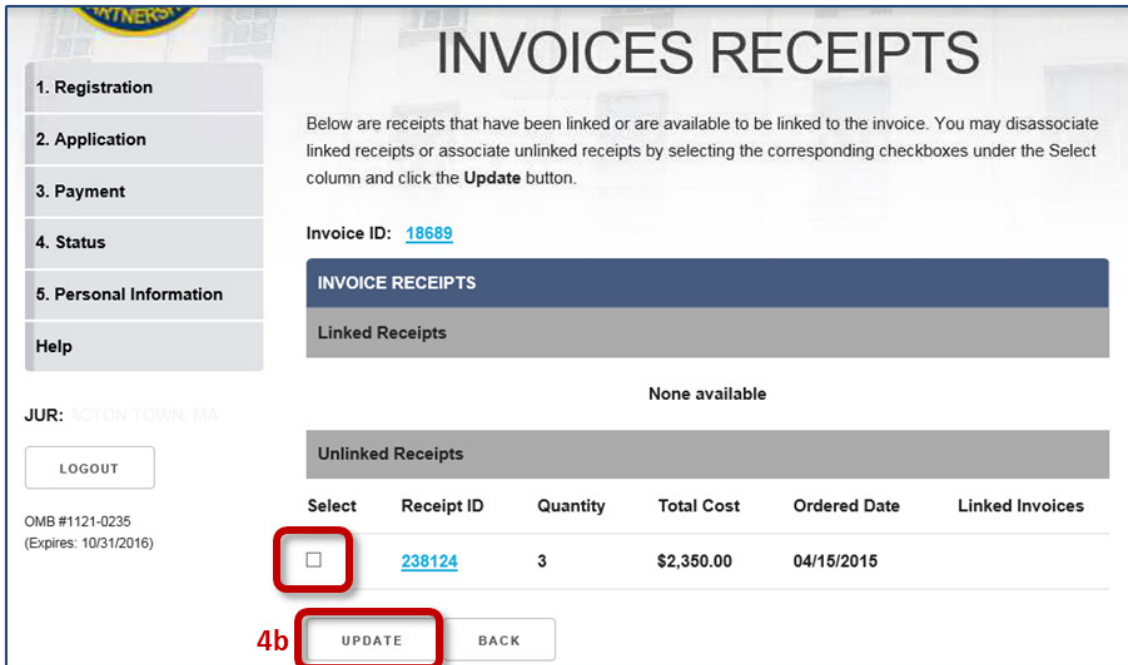 PARTNERSH
INVOICES RECEIPTS
1. Registration
2. Application
3. Payment
4. Status
5. Personal Information
Help
JUR: ACTON TOWN, MA
LOGOUT
OMB #1121-0235
(Expires: 10/31/2016)
Below are receipts that have been linked or are available to be linked to the invoice. You may disassociate
linked receipts or associate unlinked receipts by selecting the corresponding checkboxes under the Select
column and click the Update button.
Invoice ID: 18689
INVOICE RECEIPTS
Linked Receipts
None available
Unlinked Receipts
Select Receipt ID Quantity Total Cost Ordered Date Linked Invoices
238124 3 $2,350.00 04/15/2015
4b UPDATE BACK